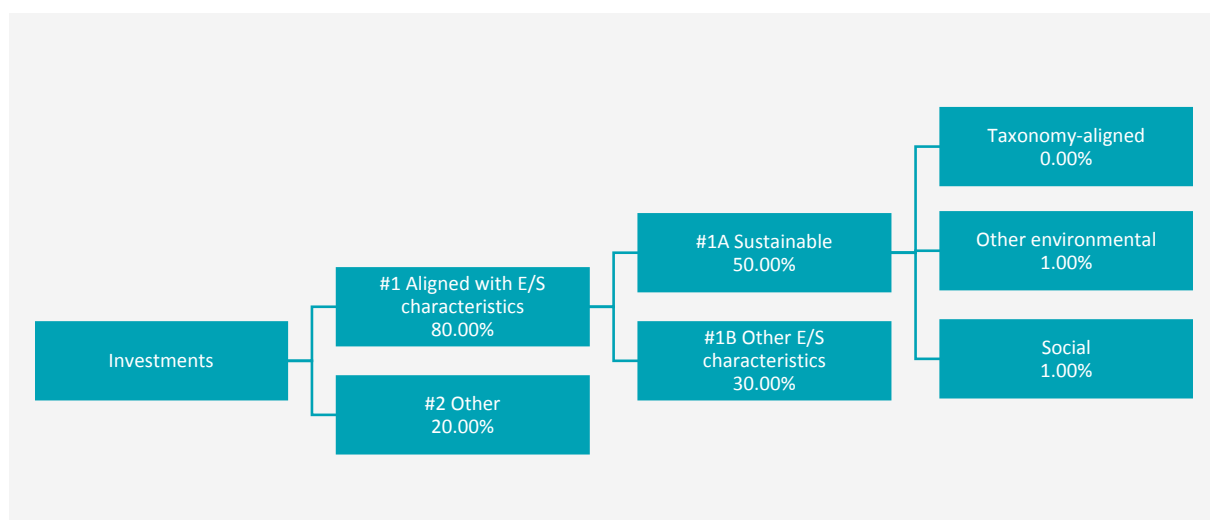 Investments
#1 Aligned with E/S
characteristics
80.00%
#2 Other
20.00%
#1A Sustainable
50.00%
#1B Other E/S
characteristics
30.00%
Taxonomy-aligned
0.00%
Other environmental
1.00%
Social
1.00%